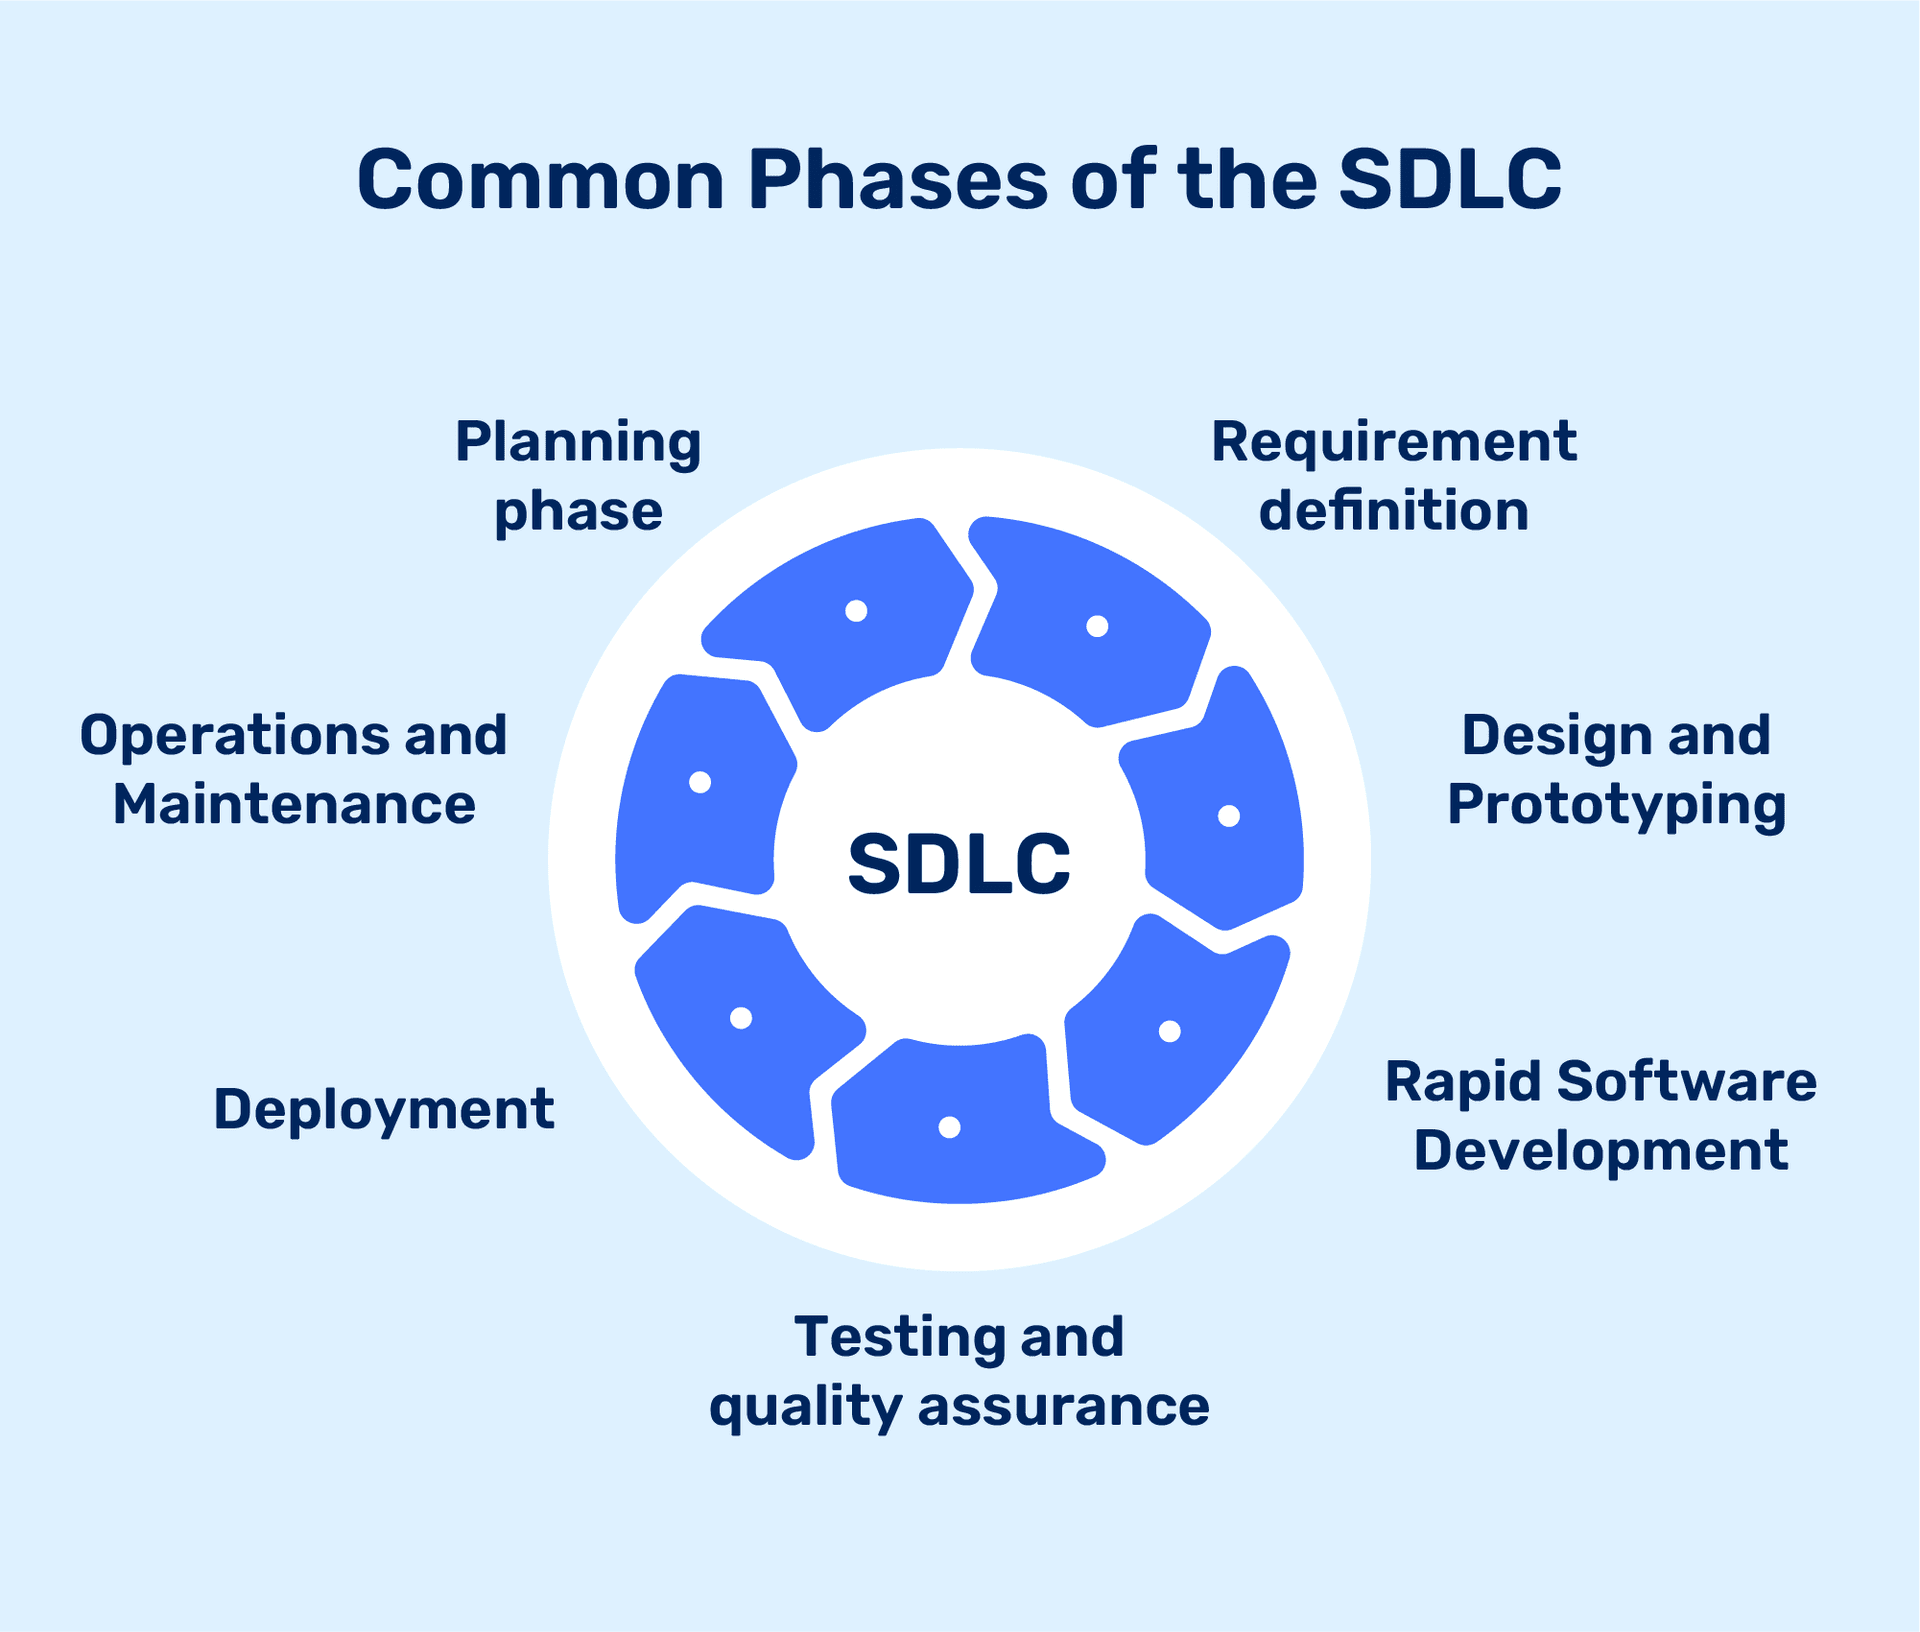 Common Phases of the SDLC
Planning
phase
Requirement
definition
Operations and
Maintenance
SDLC
Design and
Prototyping
Deployment
Rapid Software
Development
Testing and
quality assurance